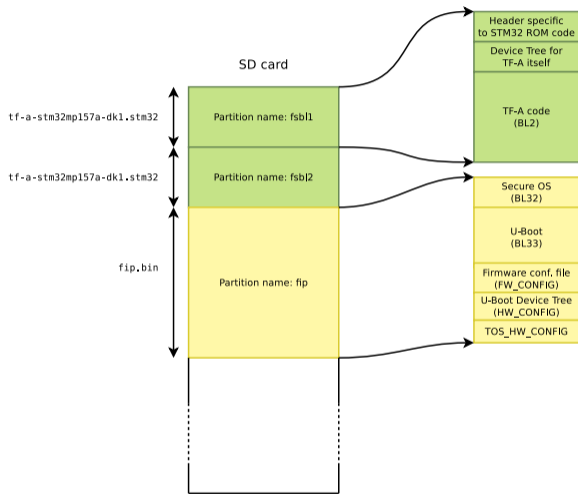 SD card
tf-a-stm32mp157a-dk1.stm32
Partition name: fsbl1
tf-a-stm32mp157a-dk1.stm32
Partition name: fsbl2
fip.bin
Partition name: fip
Header specific
to STM32 ROM code
Device Tree for
TF-A itself
TF-A code
(BL2)
Secure OS
(BL32)
U-Boot
(BL33)
Firmware conf. file
(FW_CONFIG)
U-Boot Device Tree
(HW_CONFIG)
TOS_HW_CONFIG